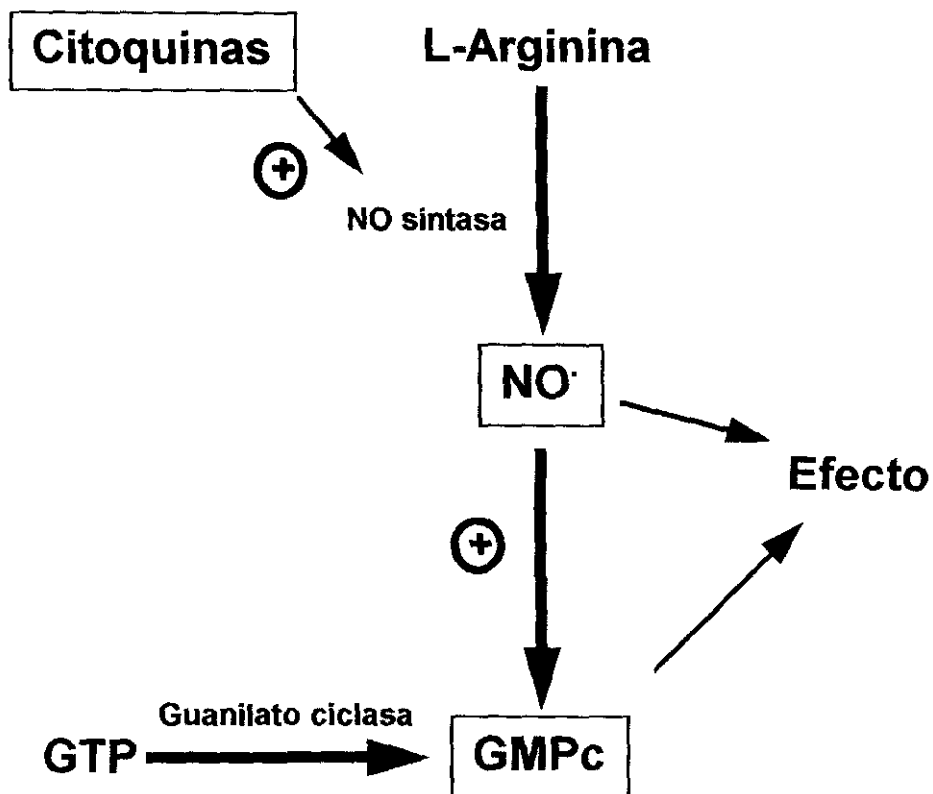 Citoquinas
L-Arginina
+
NO sintasa
NO·
Efecto
+
Guanilato ciclasa
GTP
GMPc